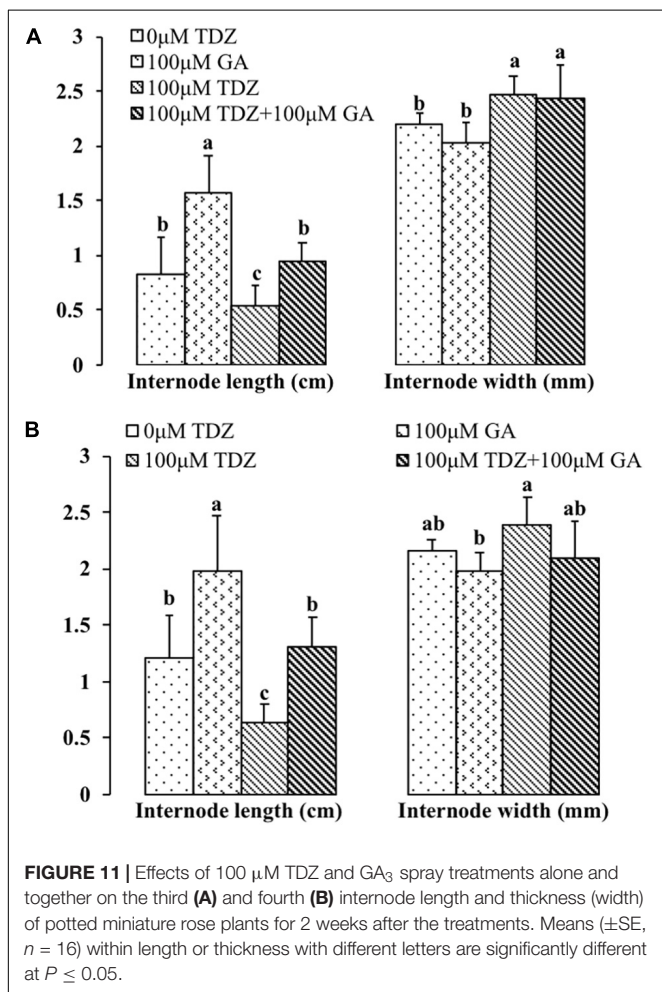 A
3
2.5
2
1.5
1
0.5
0
0µM TDZ
100µM GA
100µM TDZ
100µM TDZ+100µM GA
b
a
c
b
b
b
a
a
Internode length (cm)
Internode width (mm)
B
0µM TDZ
100µM GA
100µM TDZ
100µM TDZ+100µM GA
3
2.5
2
1.5
1
0.5
0
b
a
c
b
ab
b
a
ab
Internode length (cm)
Internode width (mm)
FIGURE 11 | Effects of 100 µM TDZ and GA₃ spray treatments alone and
together on the third (A) and fourth (B) internode length and thickness (width)
of potted miniature rose plants for 2 weeks after the treatments. Means (±SE,
n = 16) within length or thickness with different letters are significantly different
at P ≤ 0.05.